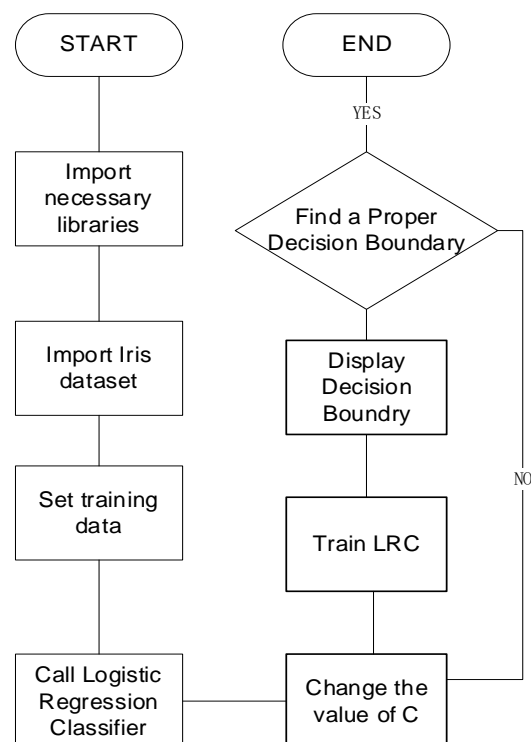 START
Import
necessary
libraries
Import Iris
dataset
Set training
data
Call Logistic
Regression
Classifier
END
YES
Find a Proper
Decision Boundary
Display
Decision
Boundry
Train LRC
NO
Change the
value of C